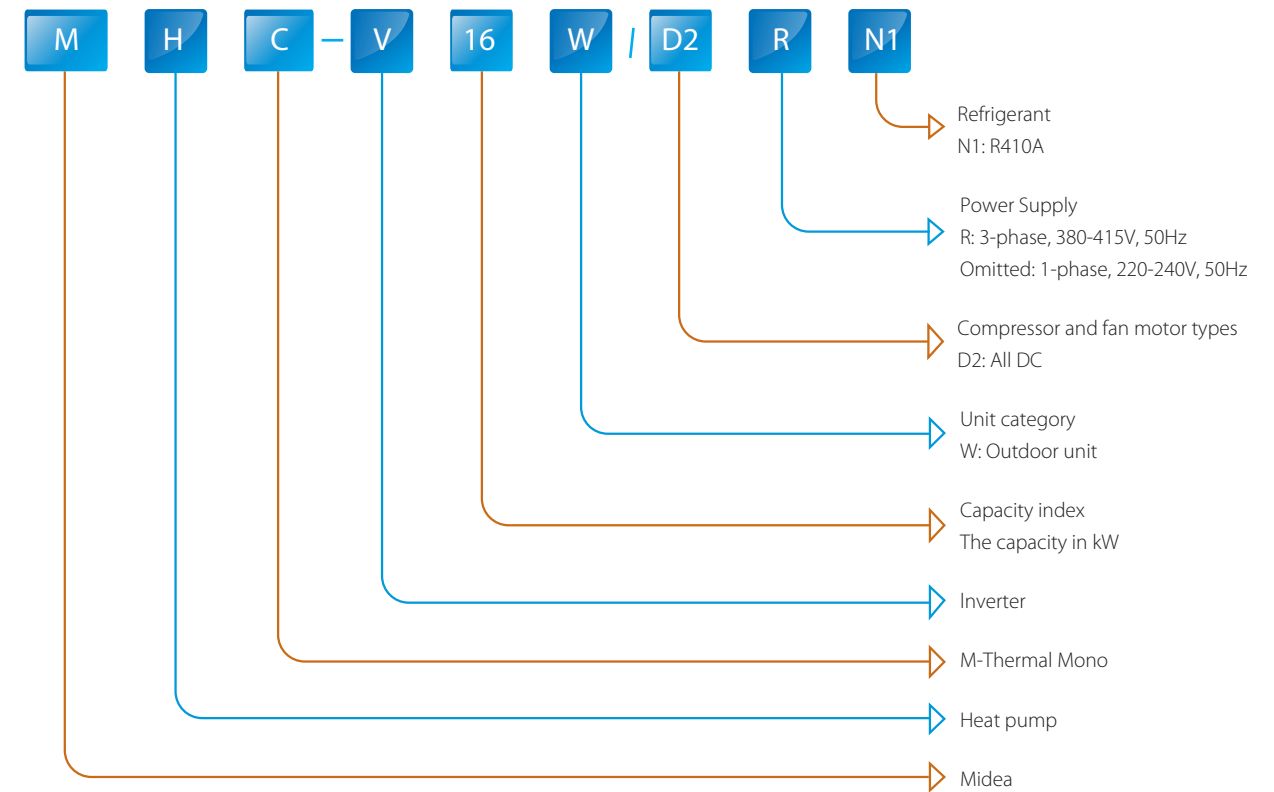 M H C – V 16 W / D2 R N1
Refrigerant
N1: R410A
Power Supply
R: 3-phase, 380-415V, 50Hz
Omitted: 1-phase, 220-240V, 50Hz
Compressor and fan motor types
D2: All DC
Unit category
W: Outdoor unit
Capacity index
The capacity in kW
Inverter
M-Thermal Mono
Heat pump
Midea